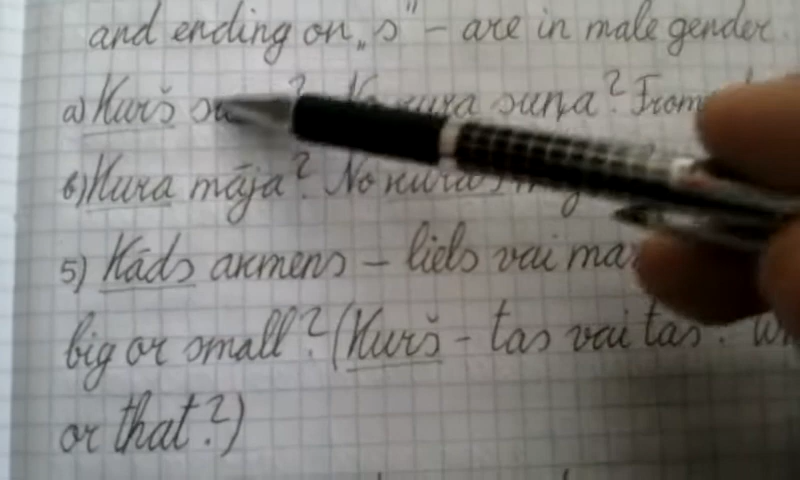 and ending on „s” – are in male gender.
a) Kurš ? No kura suņa? From
b) Kura māja? No kuras
5) Kāds akmens – liels vai
big or small? (Kurš – tas vai tas?
or that?)